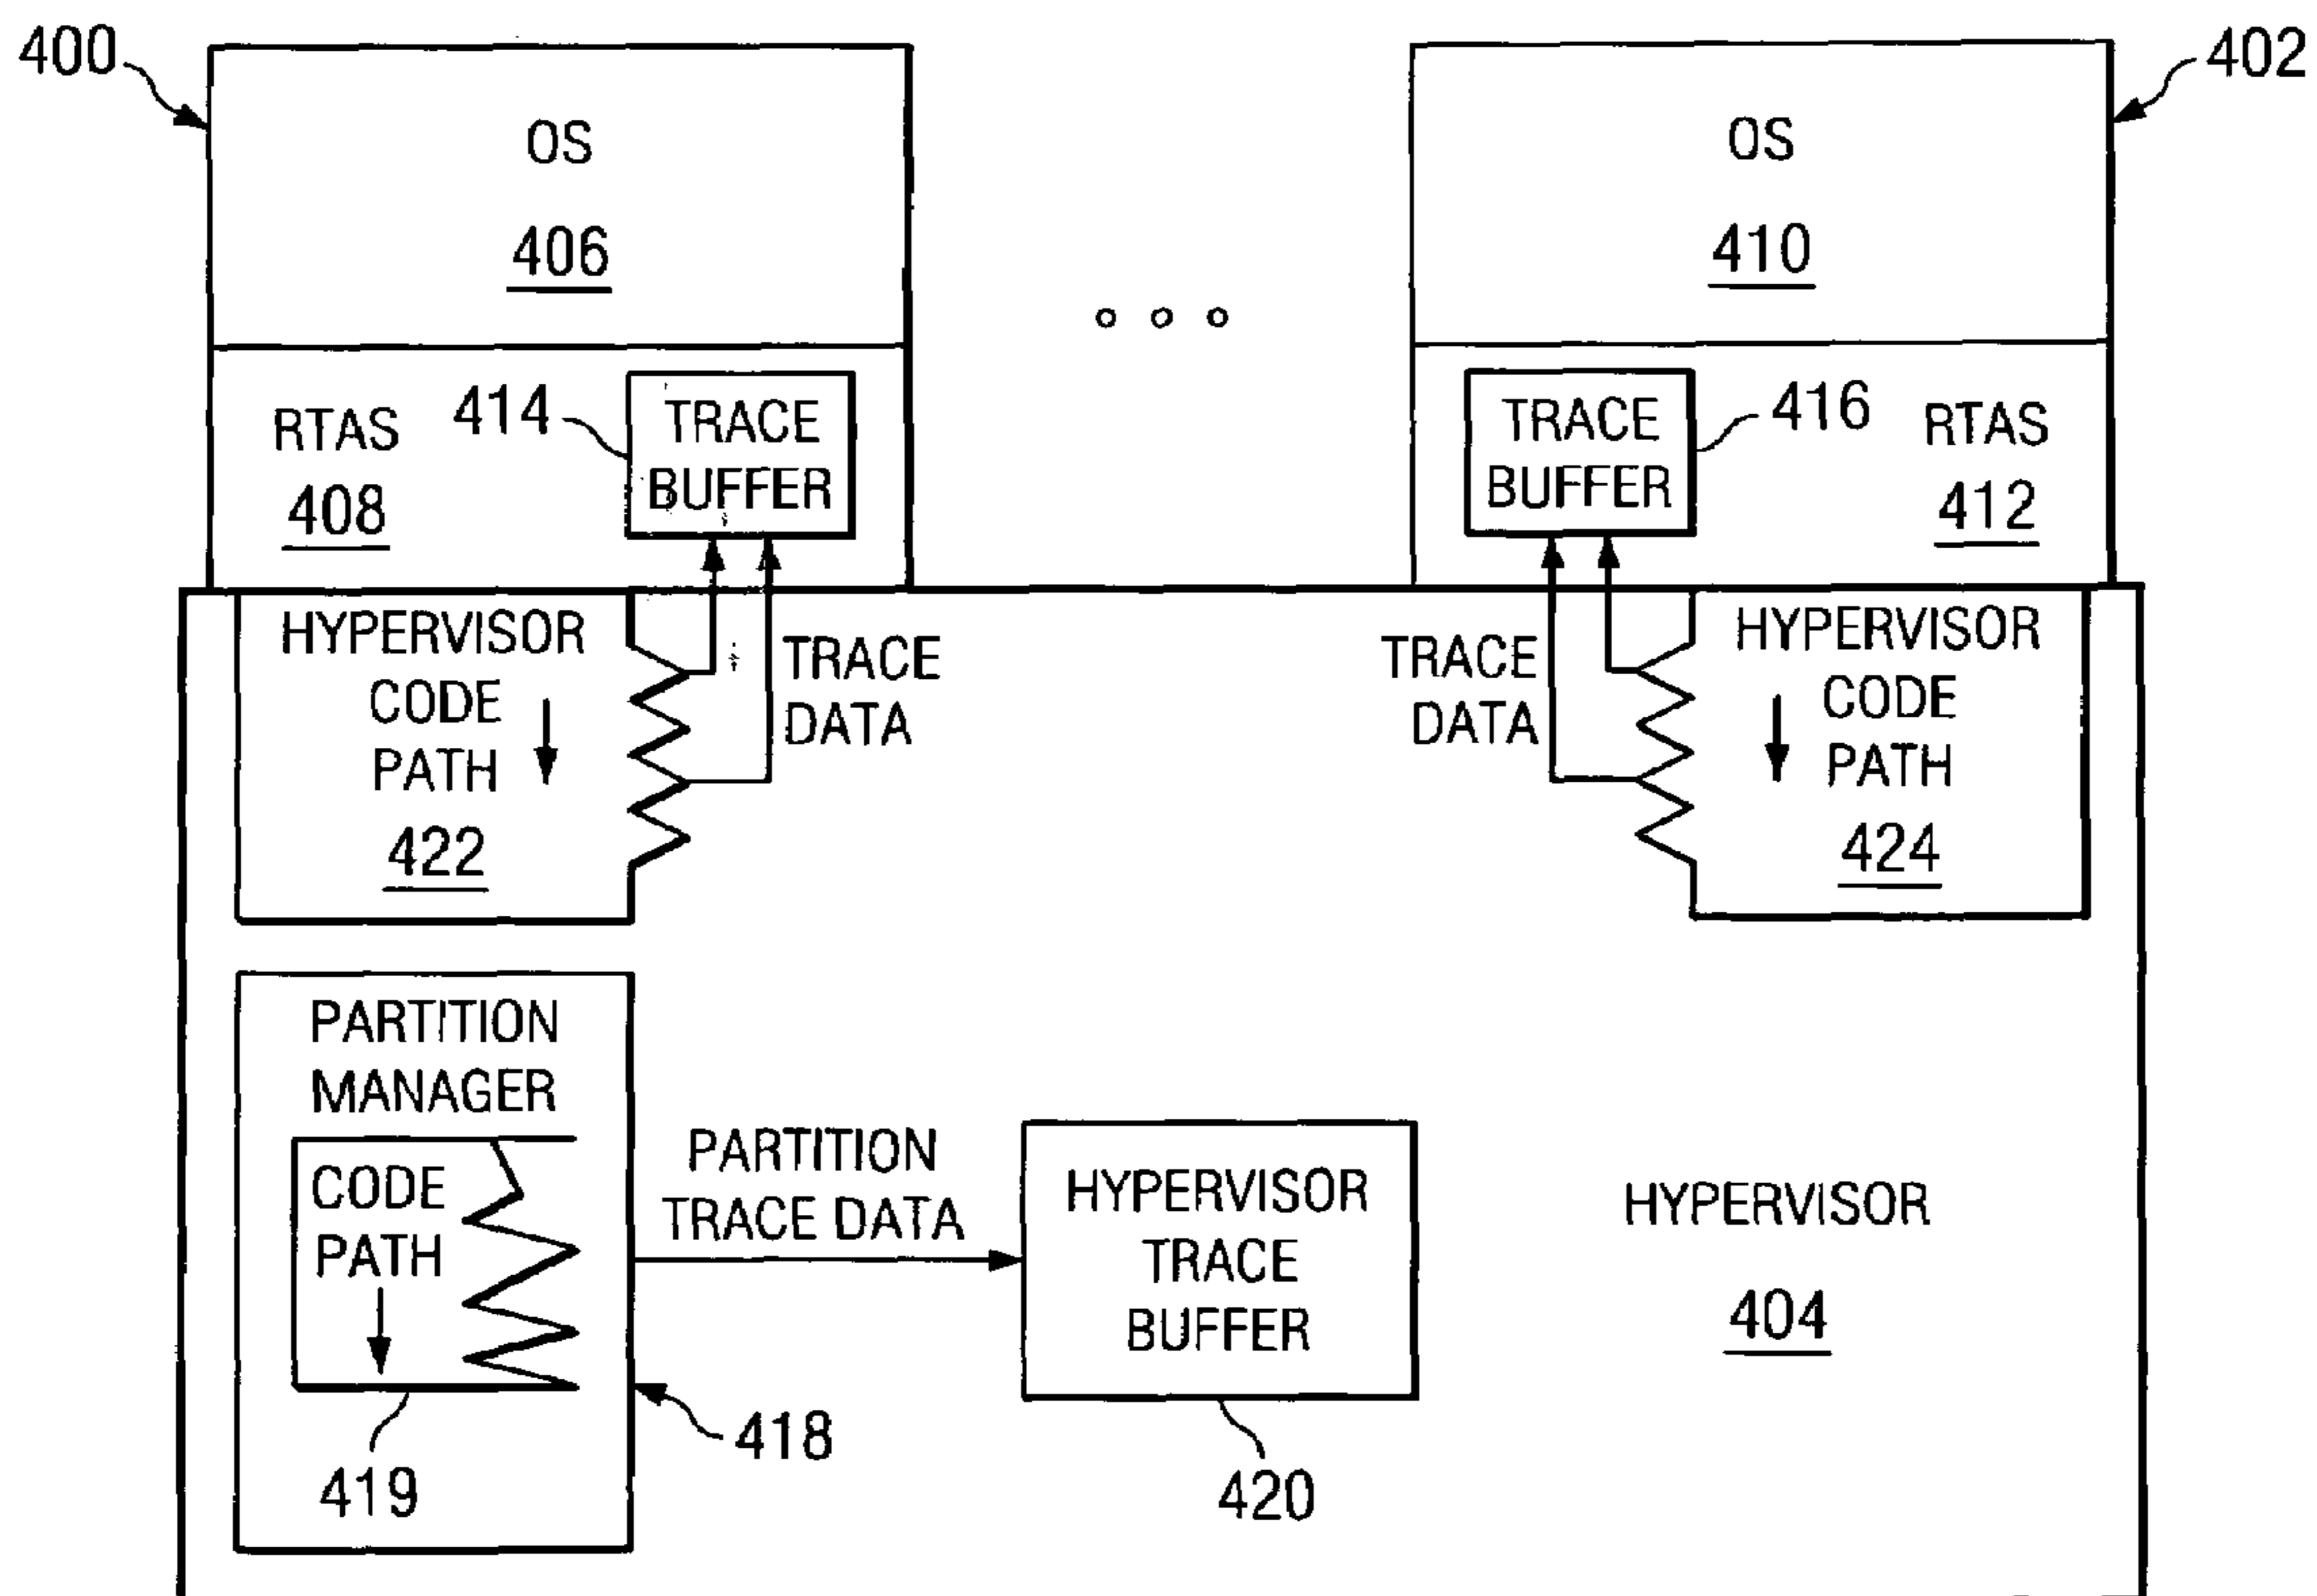 400
OS
406
402
OS
410
RTAS
408
414
TRACE
BUFFER
TRACE
BUFFER
416
RTAS
412
HYPERVISOR
CODE
PATH
422
TRACE
DATA
TRACE
DATA
HYPERVISOR
CODE
PATH
424
PARTITION
MANAGER
CODE
PATH
419
418
PARTITION
TRACE DATA
HYPERVISOR
TRACE
BUFFER
420
HYPERVISOR
404